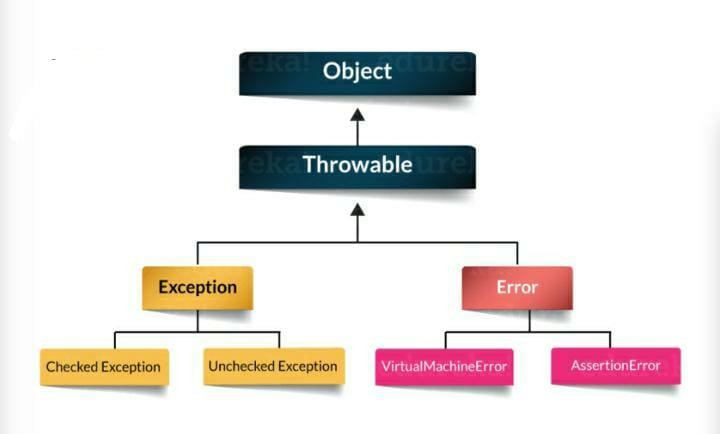 Object
Throwable
Exception
Error
Checked Exception
Unchecked Exception
VirtualMachineError
AssertionError